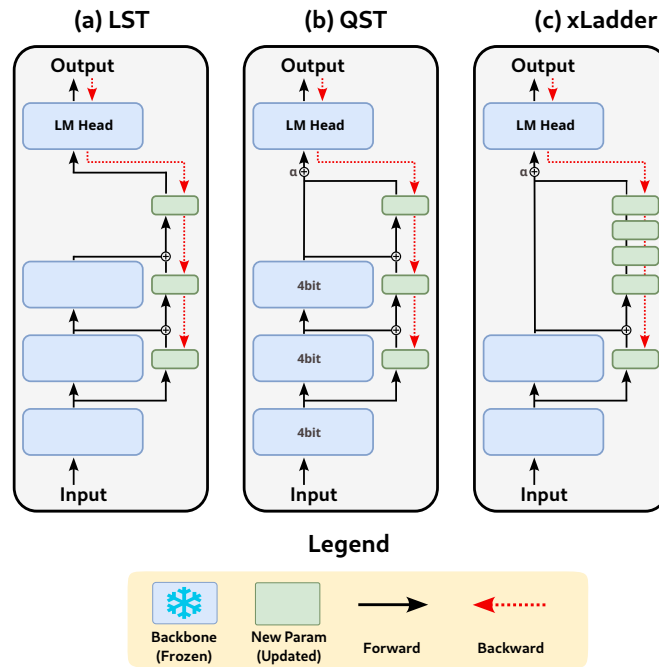 (a) LST
Output
LM Head
Input
(b) QST
Output
LM Head
α
4bit
4bit
4bit
Input
(c) xLadder
Output
LM Head
α
Input
Legend
Backbone
(Frozen)
New Param
(Updated)
Forward
Backward